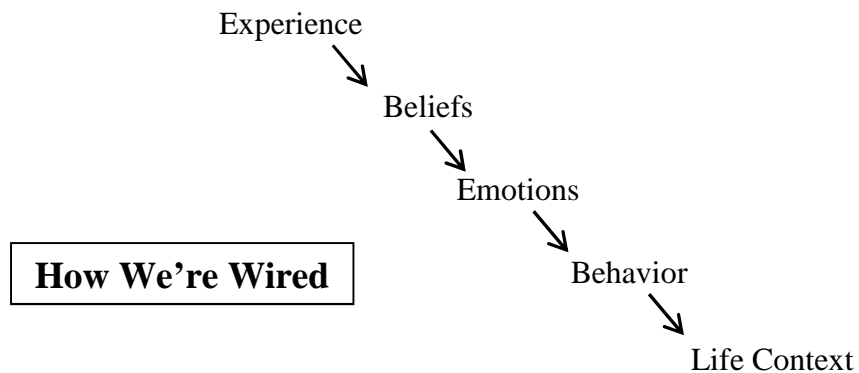 Experience
Beliefs
Emotions
How We’re Wired
Behavior
Life Context